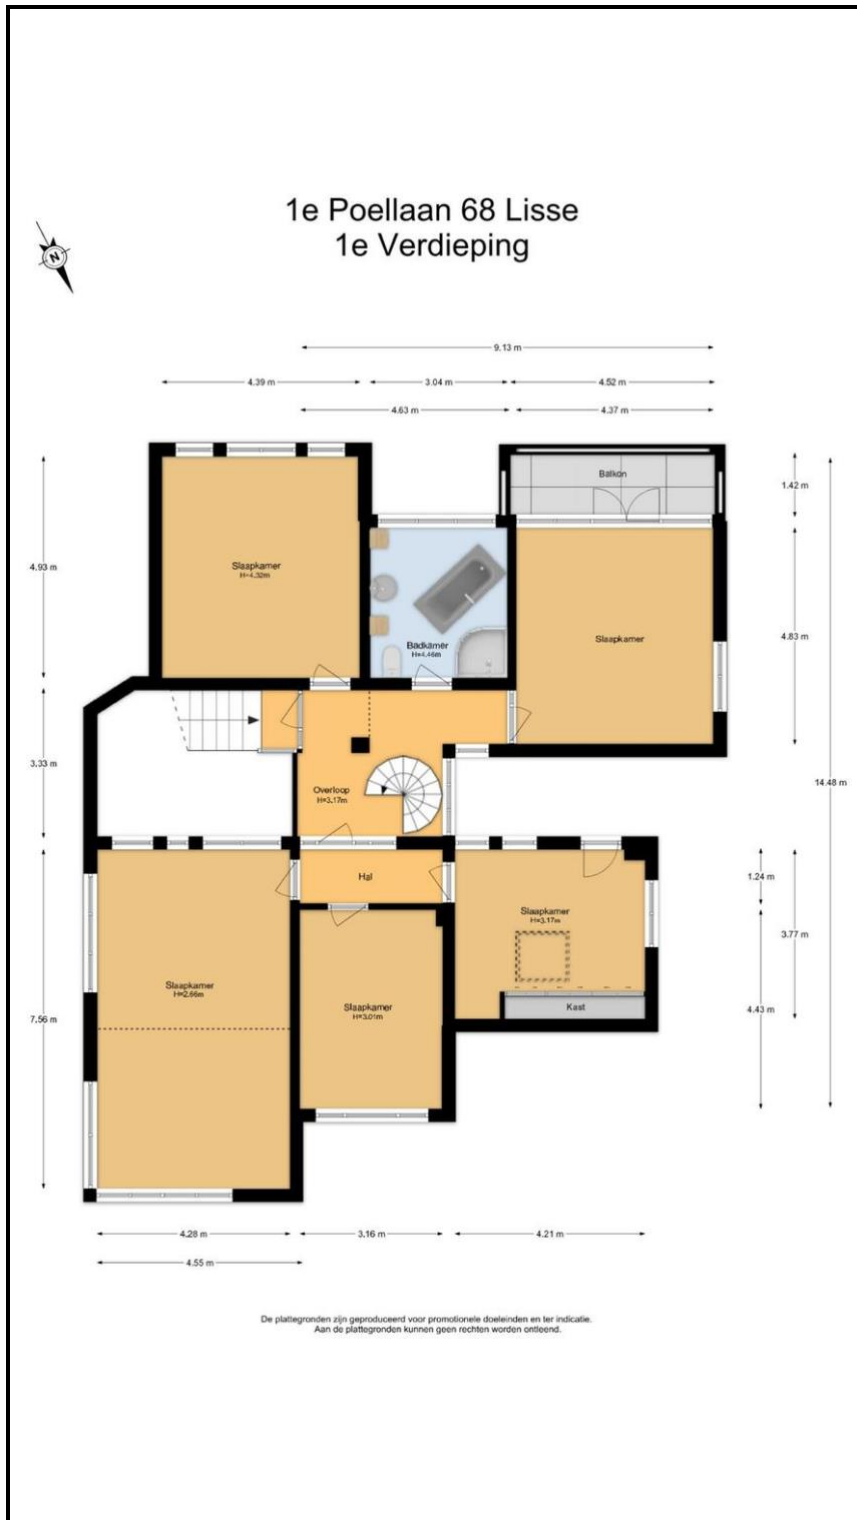 1e Poellaan 68 Lisse
1e Verdieping
N
9.13 m
4.39 m
3.04 m
4.52 m
4.63 m
4.37 m
Balkon
1.42 m
4.93 m
Slaapkamer
H=4.32m
Badkamer
H=4.46m
Slaapkamer
4.83 m
3.33 m
Overloop
H=3.17m
14.48 m
Hal
1.24 m
3.77 m
4.43 m
Slaapkamer
H=3.17m
Kast
7.56 m
Slaapkamer
H=2.66m
Slaapkamer
H=3.01m
4.28 m
3.16 m
4.21 m
4.55 m
De plattegronden zijn geproduceerd voor promotionele doeleinden en ter indicatie.
Aan de plattegronden kunnen geen rechten worden ontleend.